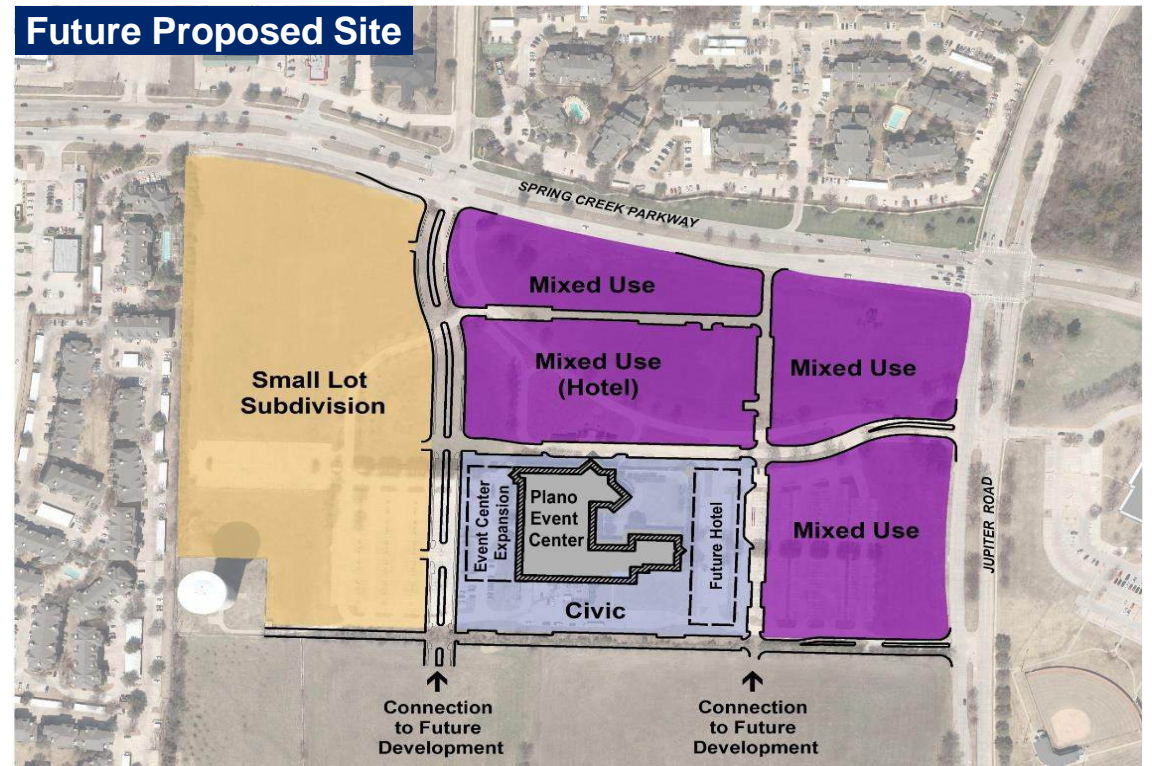 Future Proposed Site
SPRING CREEK PARKWAY
Mixed Use
Mixed Use
(Hotel)
Mixed Use
Small Lot
Subdivision
Event Center
Expansion
Plano
Event
Center
Future Hotel
Mixed Use
JUPITER ROAD
Civic
Connection
to Future
Development
Connection
to Future
Development